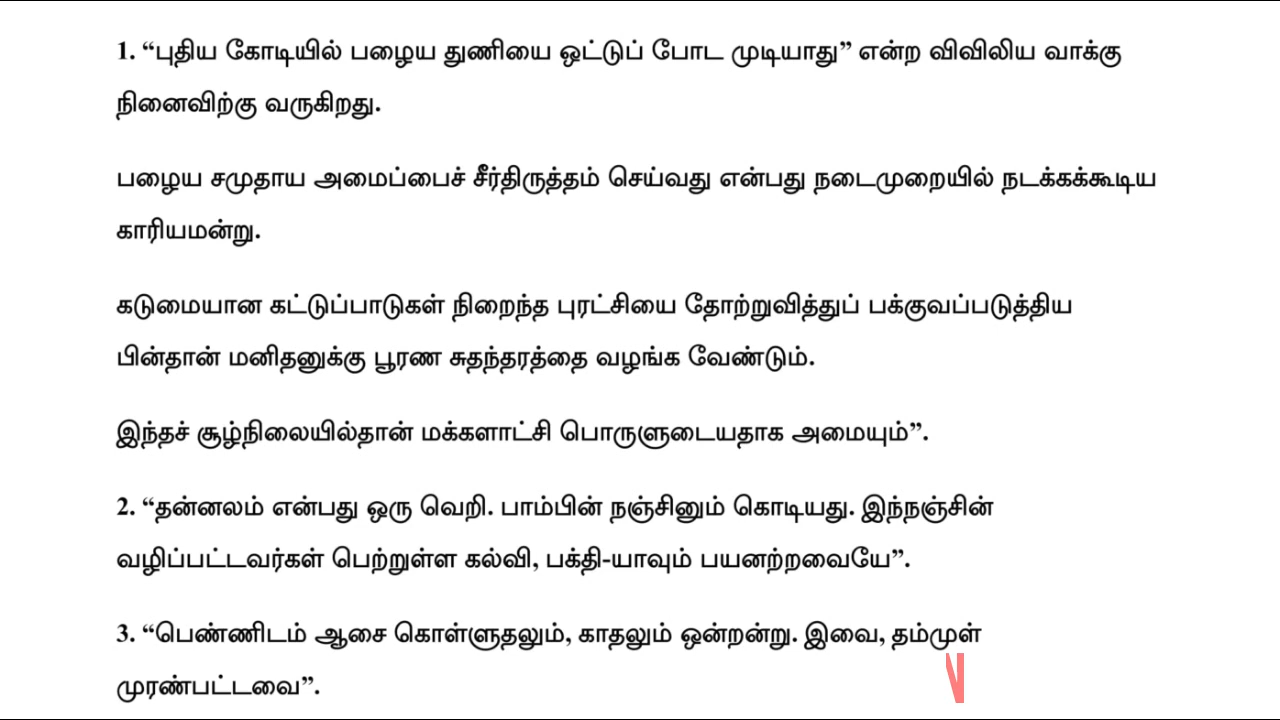 1. “புதிய கோடியில் பழைய துணியை ஒட்டுப் போட முடியாது” என்ற விவிலிய வாக்கு
நினைவிற்கு வருகிறது.
பழைய சமுதாய அமைப்பைச் சீர்திருத்தம் செய்வது என்பது நடைமுறையில் நடக்கக்கூடிய
காரியமன்று.
கடுமையான கட்டுப்பாடுகள் நிறைந்த புரட்சியை தோற்றுவித்துப் பக்குவப்படுத்திய
பின்தான் மனிதனுக்கு பூரண சுதந்தரத்தை வழங்க வேண்டும்.
இந்தச் சூழ்நிலையில்தான் மக்களாட்சி பொருளுடையதாக அமையும்”.
2. “தன்னலம் என்பது ஒரு வெறி. பாம்பின் நஞ்சினும் கொடியது. இந்நஞ்சின்
வழிப்பட்டவர்கள் பெற்றுள்ள கல்வி, பக்தி-யாவும் பயனற்றவையே”.
3. “பெண்ணிடம் ஆசை கொள்ளுதலும், காதலும் ஒன்றன்று. இவை, தம்முள்
முரண்பட்டவை”.